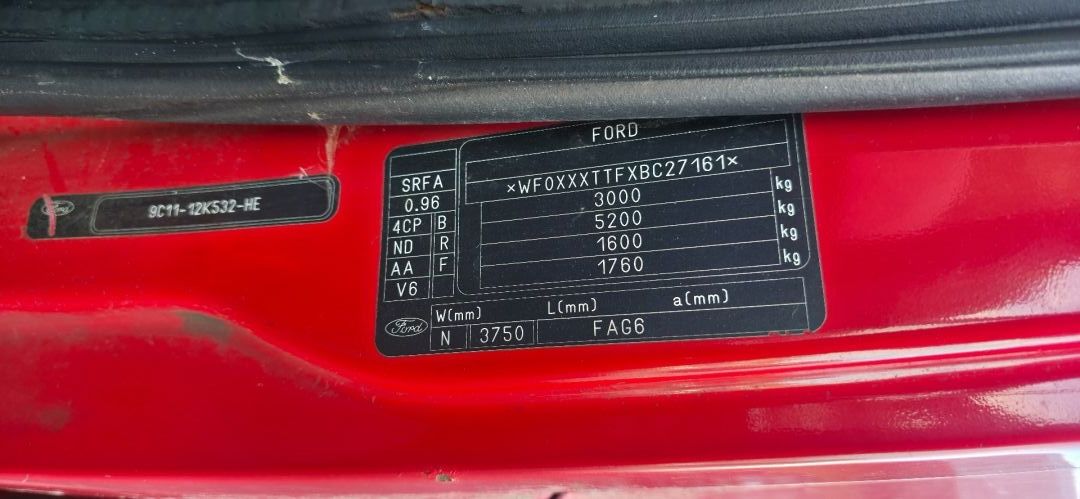 Ford
9C11-12K532-HE
FORD
SRFA
×WF0XXXTTFXBC27161×
0.96
3000 kg
4CP B
5200 kg
ND R
1600 kg
AA F
1760 kg
V6
W(mm) L(mm) a(mm)
Ford
N 3750 FAG6